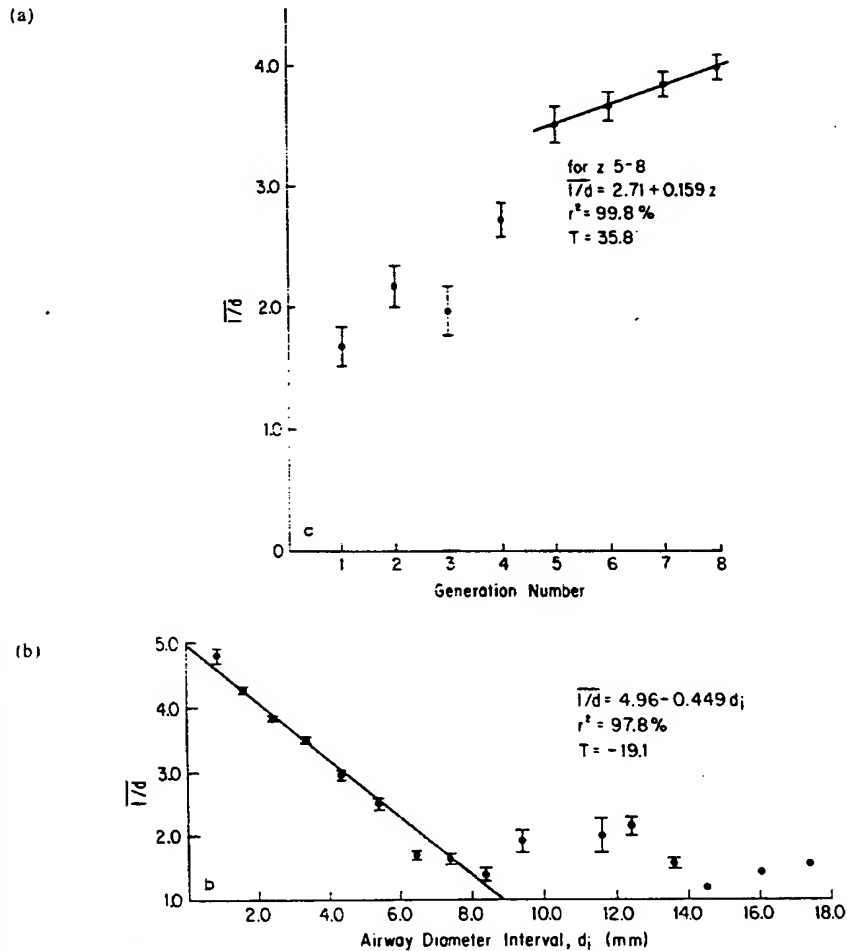 (a)
4.0
3.0
2.0
1.0
0
l/d
for z 5-8
l/d = 2.71 + 0.159 z
r² = 99.8 %
T = 35.8
c
1 2 3 4 5 6 7 8
Generation Number
(b)
5.0
4.0
3.0
2.0
1.0
l/d
l/d = 4.96 - 0.449 di
r² = 97.8 %
T = -19.1
b
2.0 4.0 6.0 8.0 10.0 12.0 14.0 16.0 18.0
Airway Diameter Interval, di (mm)